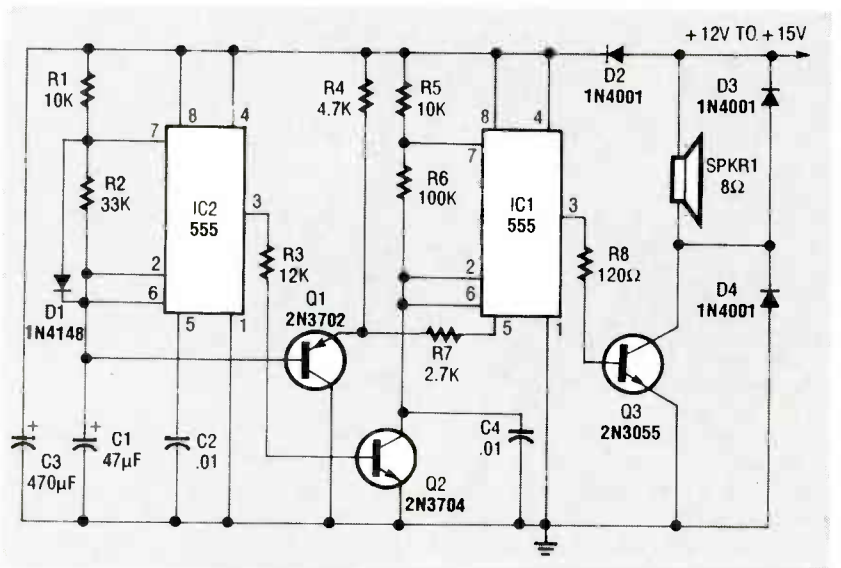 + 12V TO + 15V
R1
10K
R4
4.7K
R5
10K
D2
1N4001
D3
1N4001
8
4
8
4
7
7
R2
33K
IC2
555
3
R6
100K
IC1
555
3
SPKR1
8Ω
R3
12K
R8
120Ω
2
2
6
6
D1
1N4148
5
1
5
1
D4
1N4001
Q1
2N3702
R7
2.7K
+
C3
470µF
+
C1
47µF
C2
.01
C4
.01
Q2
2N3704
Q3
2N3055